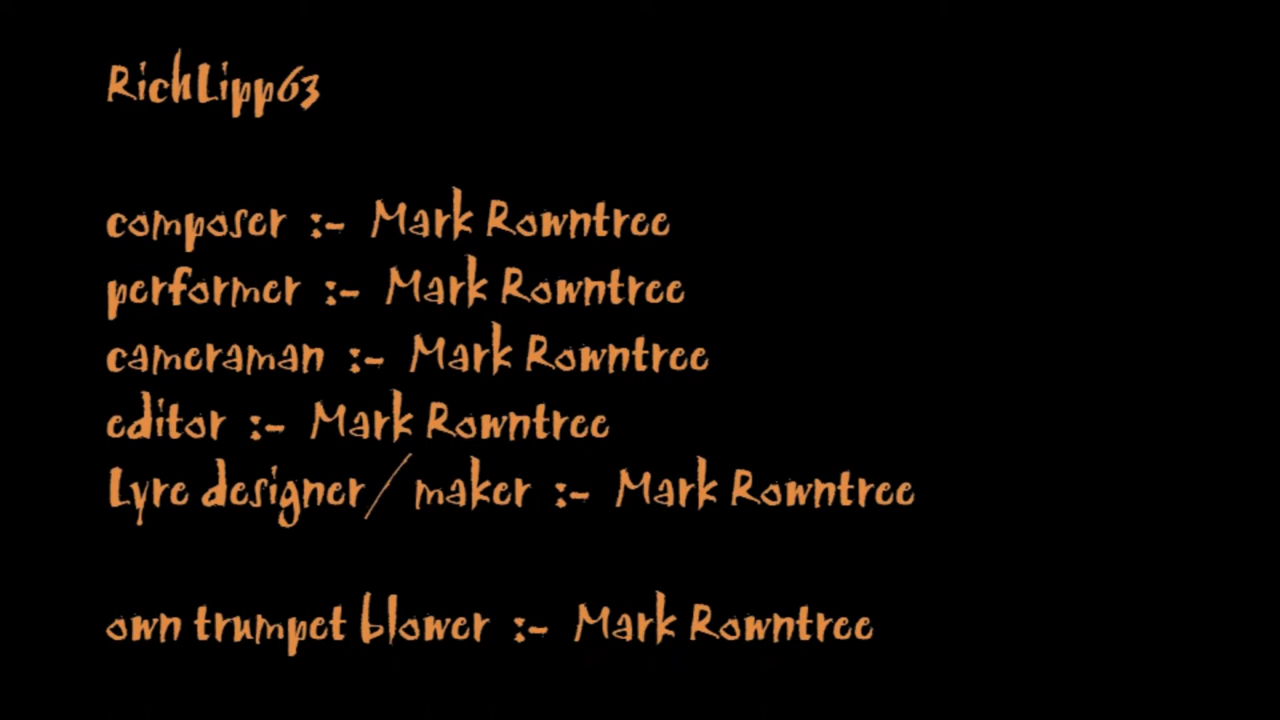 RichLipp63
composer :- Mark Rowntree
performer :- Mark Rowntree
cameraman :- Mark Rowntree
editor :- Mark Rowntree
Lyre designer/ maker :- Mark Rowntree
own trumpet blower :- Mark Rowntree